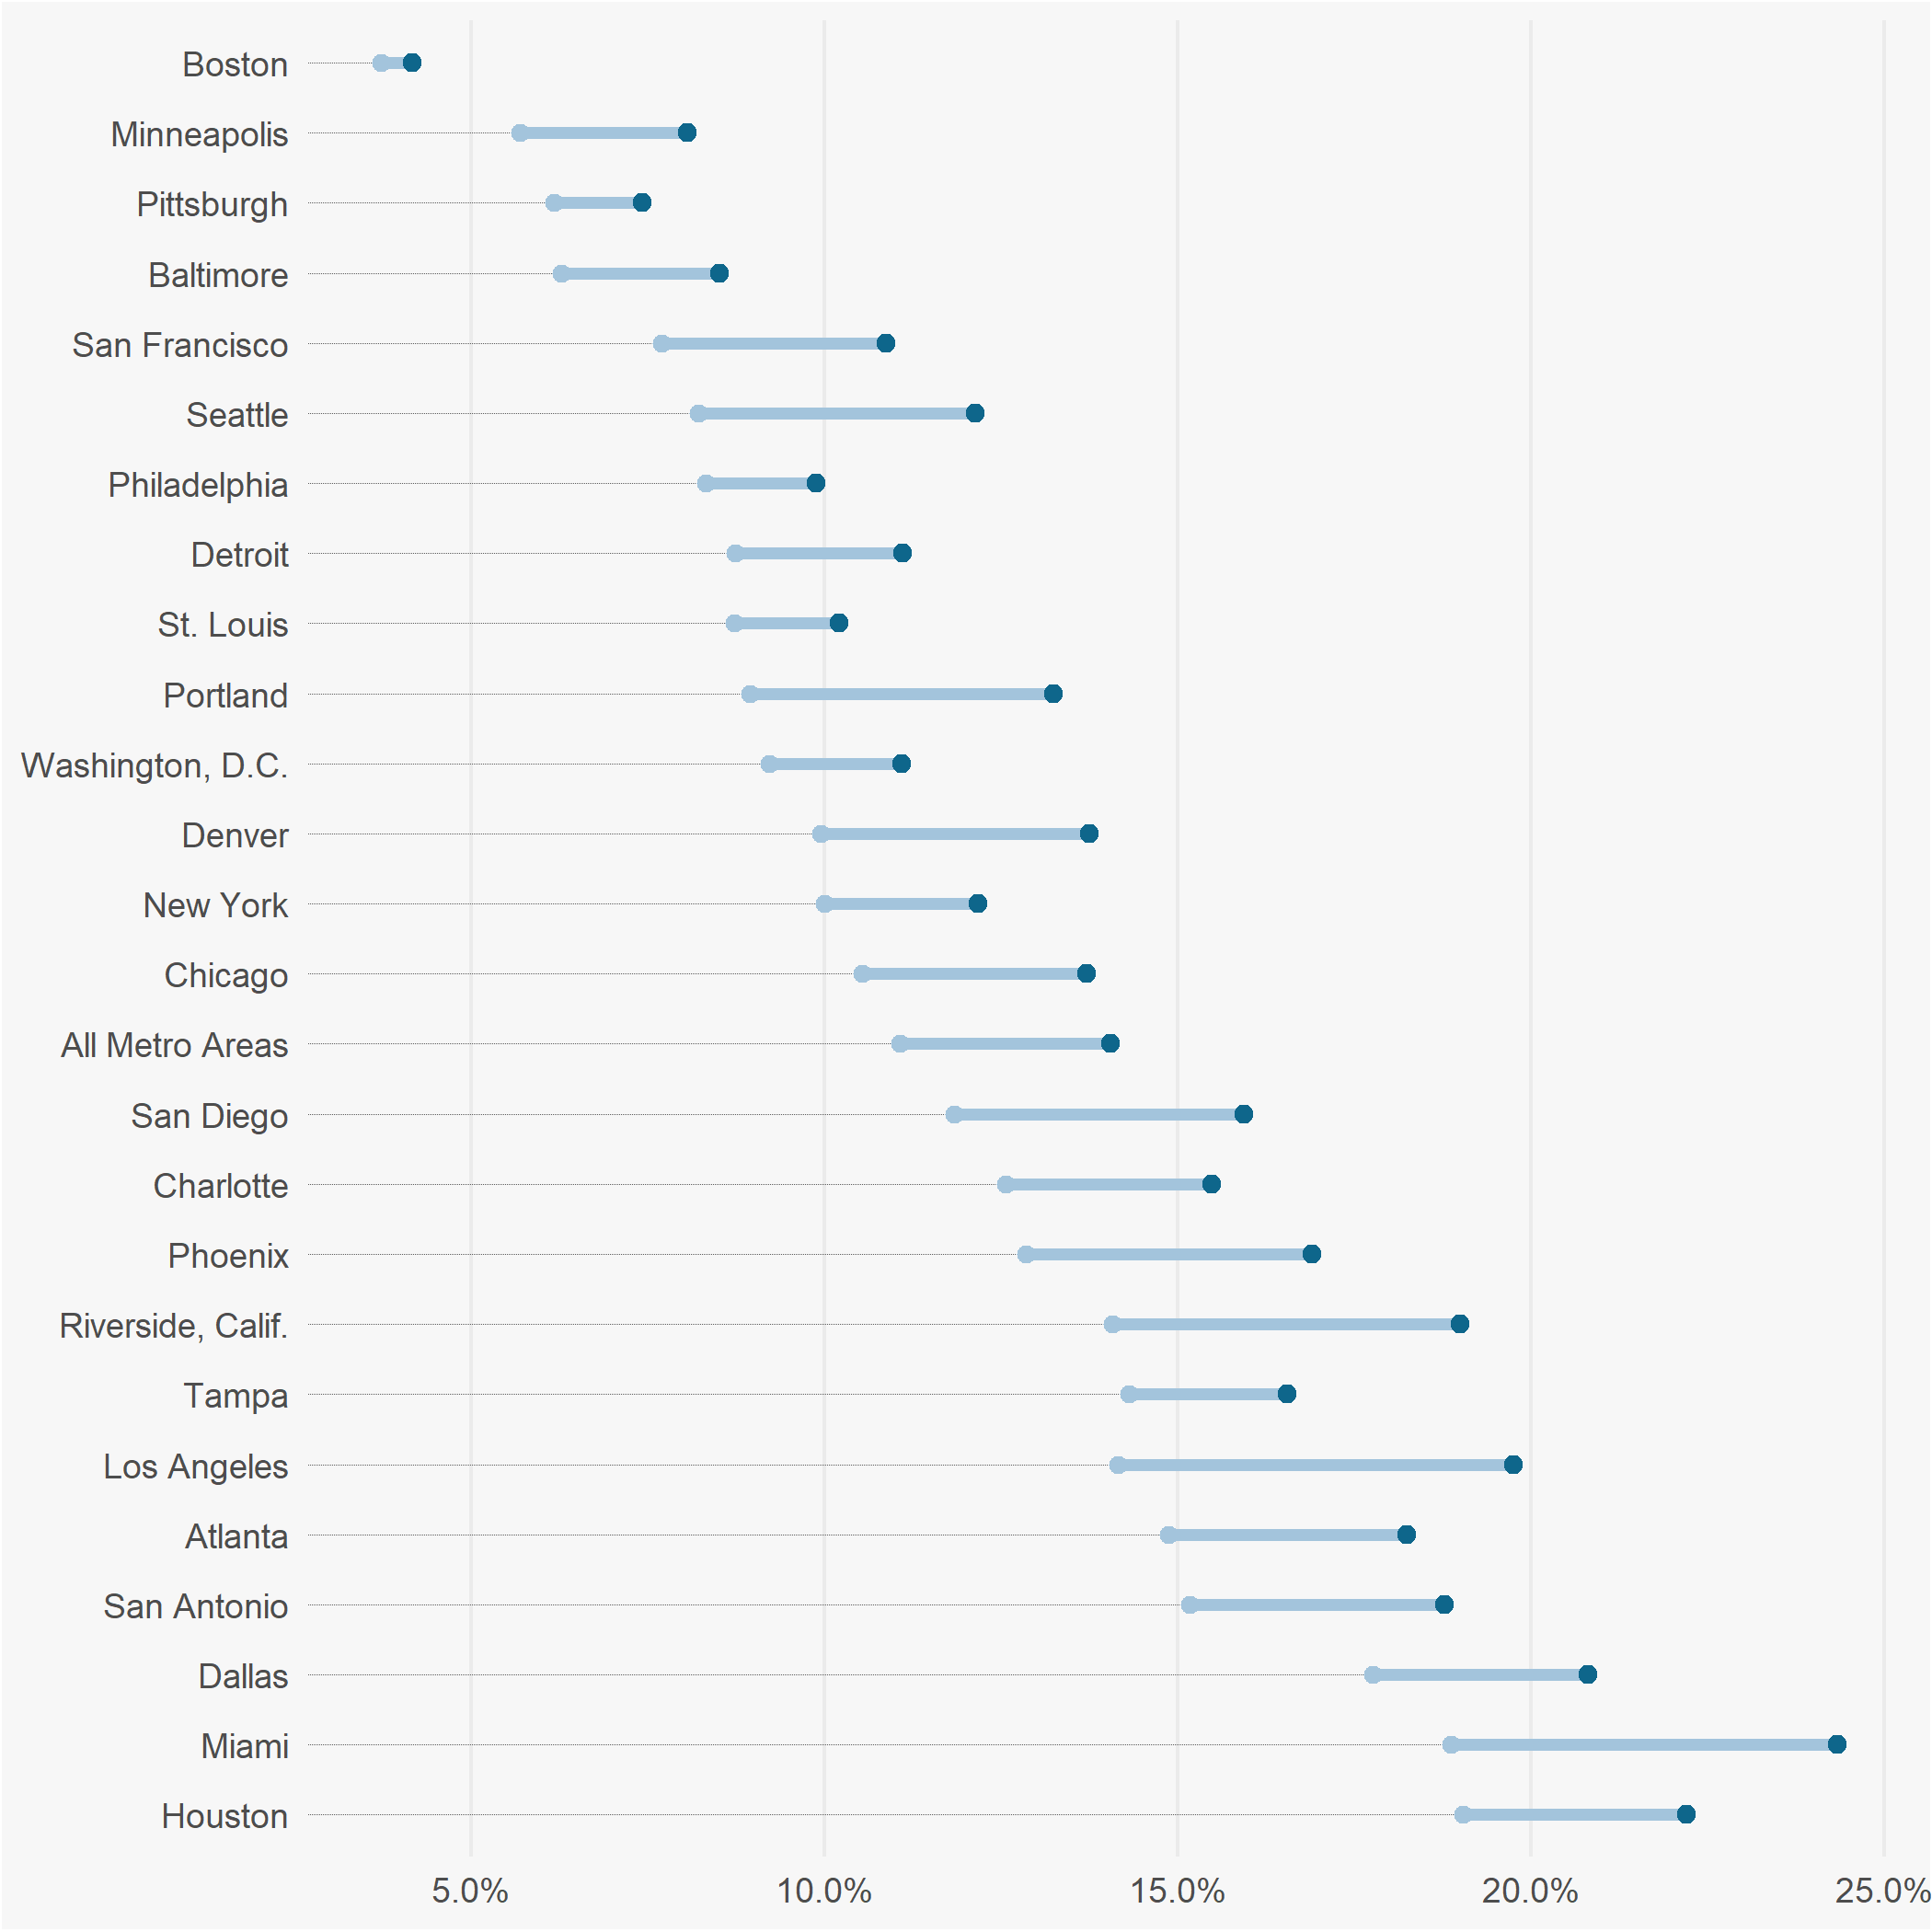 Boston
Minneapolis
Pittsburgh
Baltimore
San Francisco
Seattle
Philadelphia
Detroit
St. Louis
Portland
Washington, D.C.
Denver
New York
Chicago
All Metro Areas
San Diego
Charlotte
Phoenix
Riverside, Calif.
Tampa
Los Angeles
Atlanta
San Antonio
Dallas
Miami
Houston
5.0% 10.0% 15.0% 20.0% 25.0%